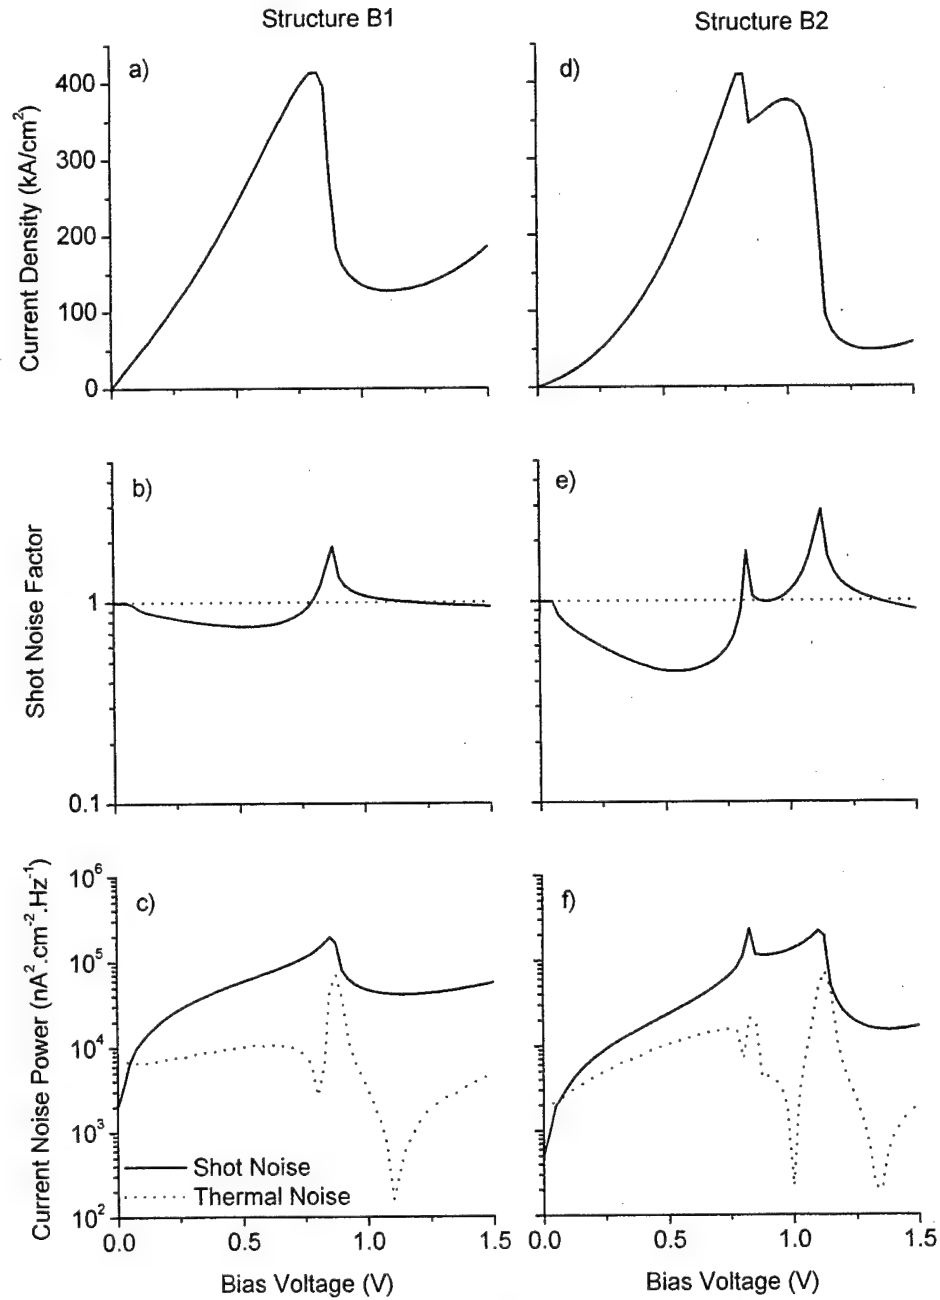 Structure B1
Structure B2
a)
d)
400
300
200
100
0
Current Density (kA/cm²)
b)
e)
1
0.1
Shot Noise Factor
c)
f)
10⁶
10⁵
10⁴
10³
10²
Current Noise Power (nA².cm⁻².Hz⁻¹)
Shot Noise
Thermal Noise
0.0 0.5 1.0 1.5
0.0 0.5 1.0 1.5
Bias Voltage (V)
Bias Voltage (V)